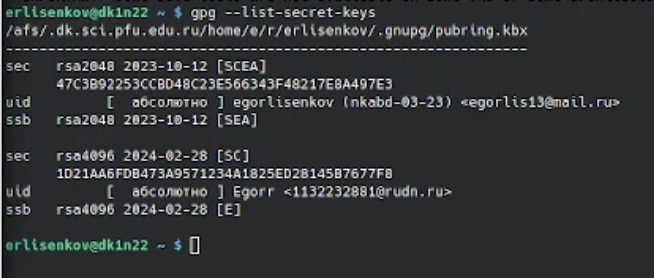 erlisenkov@dk1n22 ~ $ gpg --list-secret-keys
/afs/.dk.sci.pfu.edu.ru/home/e/r/erlisenkov/.gnupg/pubring.kbx
--------------------------------------------------------------
sec   rsa2048 2023-10-12 [SCEA]
      47C3B92253CCBD48C23E566343F48217E8A497E3
uid         [  абсолютно ] egorlisenkov (nkabd-03-23) <egorlis13@mail.ru>
ssb   rsa2048 2023-10-12 [SEA]
sec   rsa4096 2024-02-28 [SC]
      1D21AA6FDB473A9571234A1825ED28145B7677F8
uid         [  абсолютно ] Egorr <1132232881@rudn.ru>
ssb   rsa4096 2024-02-28 [E]
erlisenkov@dk1n22 ~ $